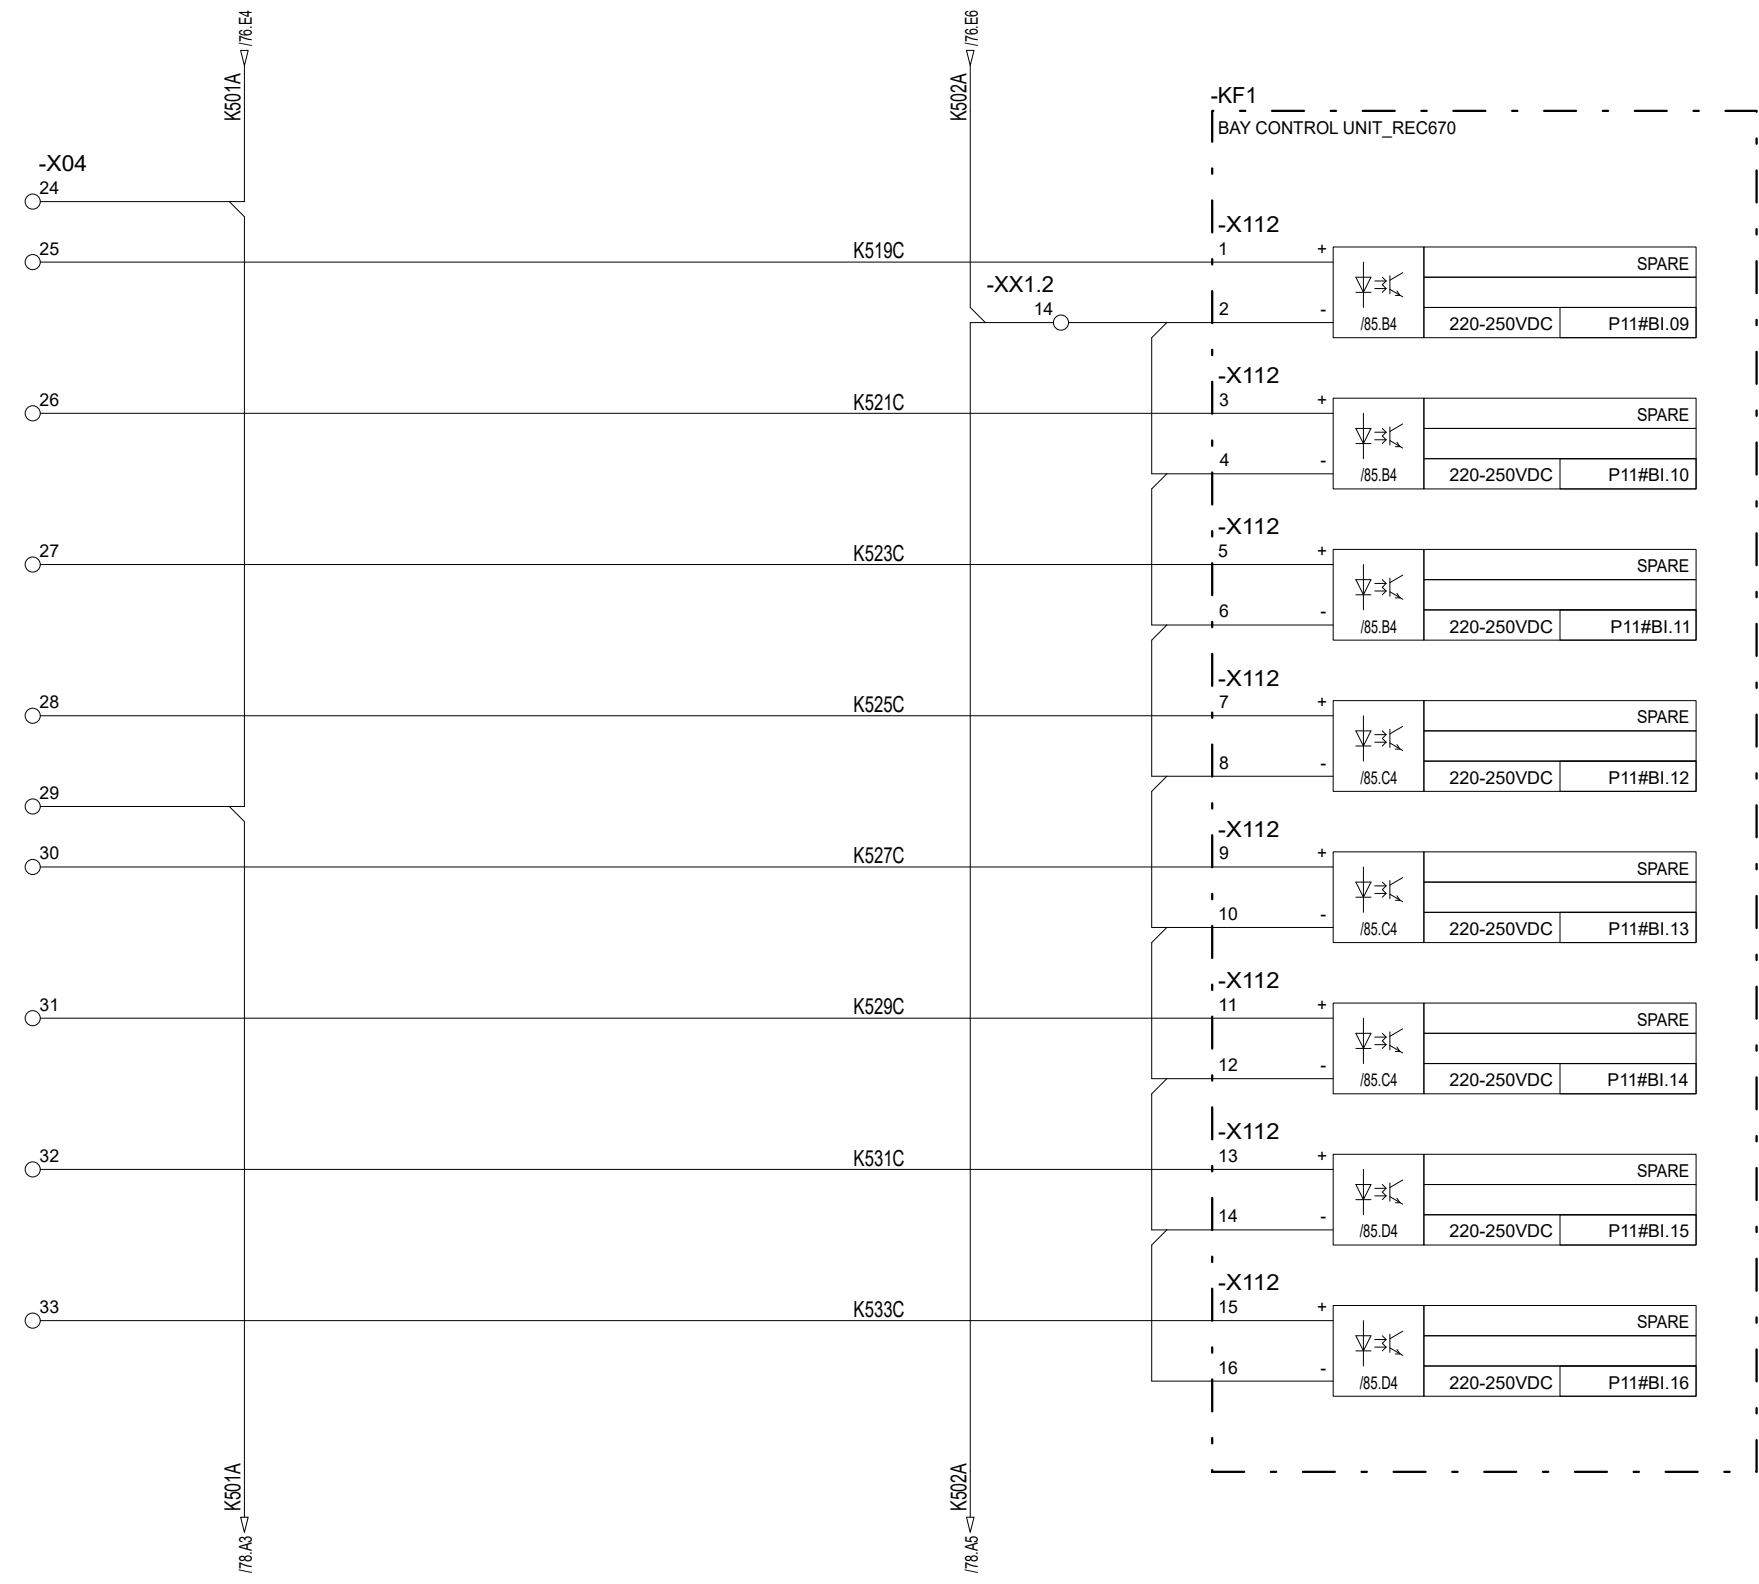 /76.E4
K501A
/76.E6
K502A
-KF1
BAY CONTROL UNIT_REC670
-X04
24
25
K519C
-X112
1 +
SPARE
-XX1.2
14
2 -
/85.B4 220-250VDC P11#BI.09
26
K521C
-X112
3 +
SPARE
4 -
/85.B4 220-250VDC P11#BI.10
27
K523C
-X112
5 +
SPARE
6 -
/85.B4 220-250VDC P11#BI.11
28
K525C
-X112
7 +
SPARE
8 -
/85.C4 220-250VDC P11#BI.12
29
30
K527C
-X112
9 +
SPARE
10 -
/85.C4 220-250VDC P11#BI.13
31
K529C
-X112
11 +
SPARE
12 -
/85.C4 220-250VDC P11#BI.14
32
K531C
-X112
13 +
SPARE
14 -
/85.D4 220-250VDC P11#BI.15
33
K533C
-X112
15 +
SPARE
16 -
/85.D4 220-250VDC P11#BI.16
K501A
/78.A3
K502A
/78.A5